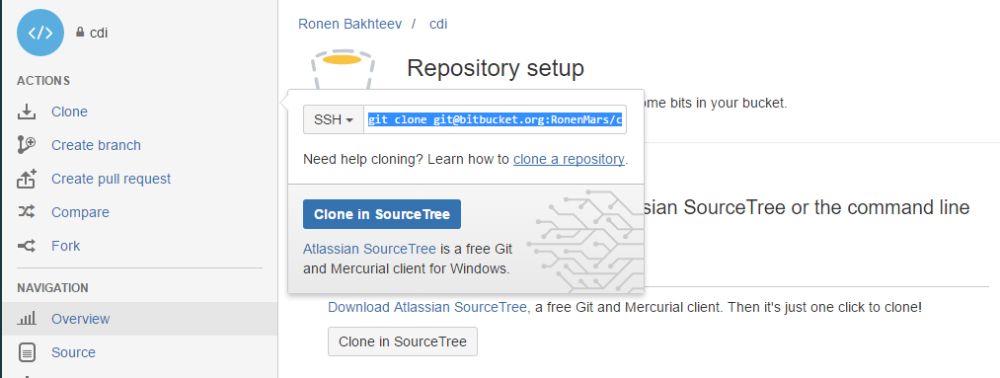 cdi
ACTIONS
Clone
Create branch
Create pull request
Compare
Fork
NAVIGATION
Overview
Source
Ronen Bakhteev / cdi
Repository setup
ome bits in your bucket.
SSH
git clone git@bitbucket.org:RonenMars/c
Need help cloning? Learn how to clone a repository.
Clone in SourceTree
Atlassian SourceTree is a free Git
and Mercurial client for Windows.
sian SourceTree or the command line
Download Atlassian SourceTree, a free Git and Mercurial client. Then it's just one click to clone!
Clone in SourceTree